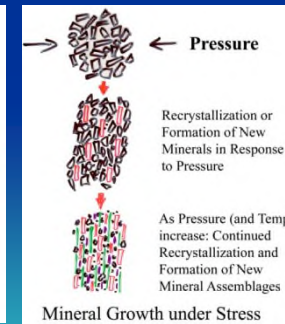 Pressure
Recrystallization or
Formation of New
Minerals in Response
to Pressure
As Pressure (and Temp
increase: Continued
Recrystallization and
Formation of New
Mineral Assemblages
Mineral Growth under Stress